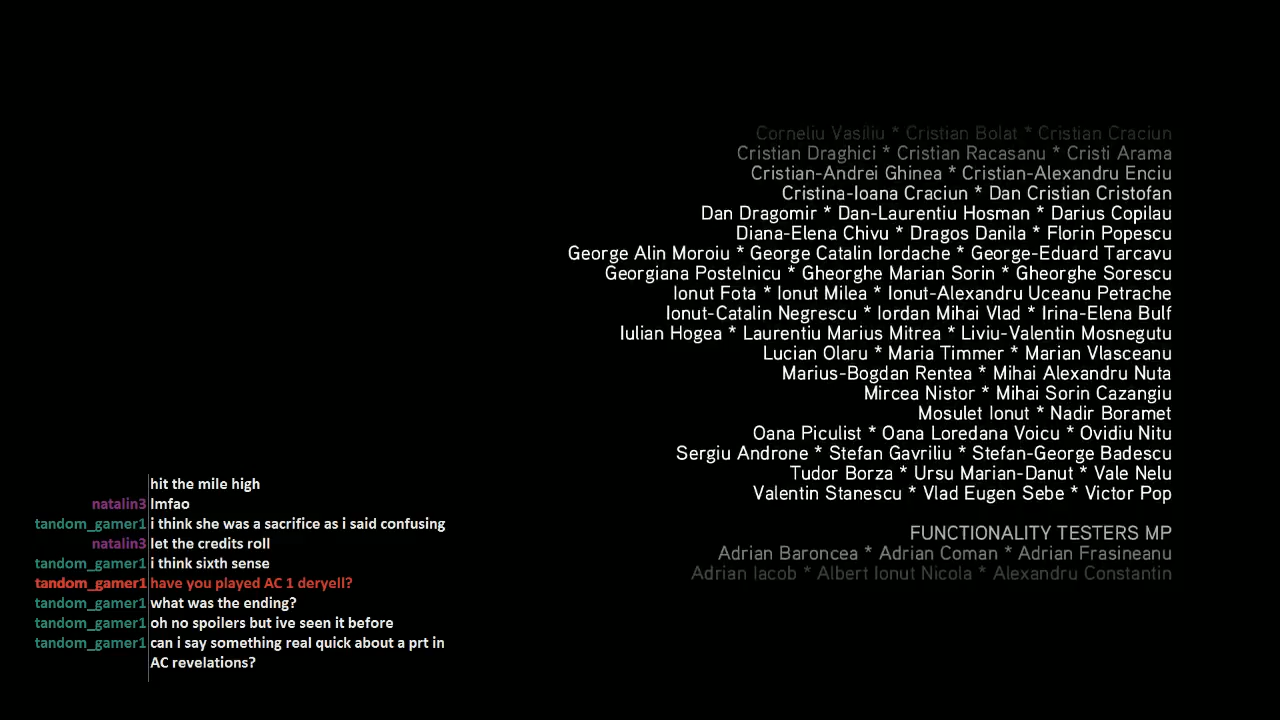 Corneliu Vasiliu * Cristian Bolat * Cristian Craciun
Cristian Draghici * Cristian Racasanu * Cristi Arama
Cristian-Andrei Ghinea * Cristian-Alexandru Enciu
Cristina-Ioana Craciun * Dan Cristian Cristofan
Dan Dragomir * Dan-Laurentiu Hosman * Darius Copilau
Diana-Elena Chivu * Dragos Danila * Florin Popescu
George Alin Moroiu * George Catalin Iordache * George-Eduard Tarcavu
Georgiana Postelnicu * Gheorghe Marian Sorin * Gheorghe Sorescu
Ionut Fota * Ionut Milea * Ionut-Alexandru Uceanu Petrache
Ionut-Catalin Negrescu * Iordan Mihai Vlad * Irina-Elena Bulf
Iulian Hogea * Laurentiu Marius Mitrea * Liviu-Valentin Mosnegutu
Lucian Olaru * Maria Timmer * Marian Vlasceanu
Marius-Bogdan Rentea * Mihai Alexandru Nuta
Mircea Nistor * Mihai Sorin Cazangiu
Mosulet Ionut * Nadir Boramet
Oana Piculist * Oana Loredana Voicu * Ovidiu Nitu
Sergiu Androne * Stefan Gavriliu * Stefan-George Badescu
Tudor Borza * Ursu Marian-Danut * Vale Nelu
Valentin Stanescu * Vlad Eugen Sebe * Victor Pop
FUNCTIONALITY TESTERS MP
Adrian Baroncea * Adrian Coman * Adrian Frasineanu
Adrian Iacob * Albert Ionut Nicola * Alexandru Constantin
hit the mile high
natalin3 lmfao
tandom_gamer1 i think she was a sacrifice as i said confusing
natalin3 let the credits roll
tandom_gamer1 i think sixth sense
tandom_gamer1 have you played AC 1 deryell?
tandom_gamer1 what was the ending?
tandom_gamer1 oh no spoilers but ive seen it before
tandom_gamer1 can i say something real quick about a prt in
AC revelations?